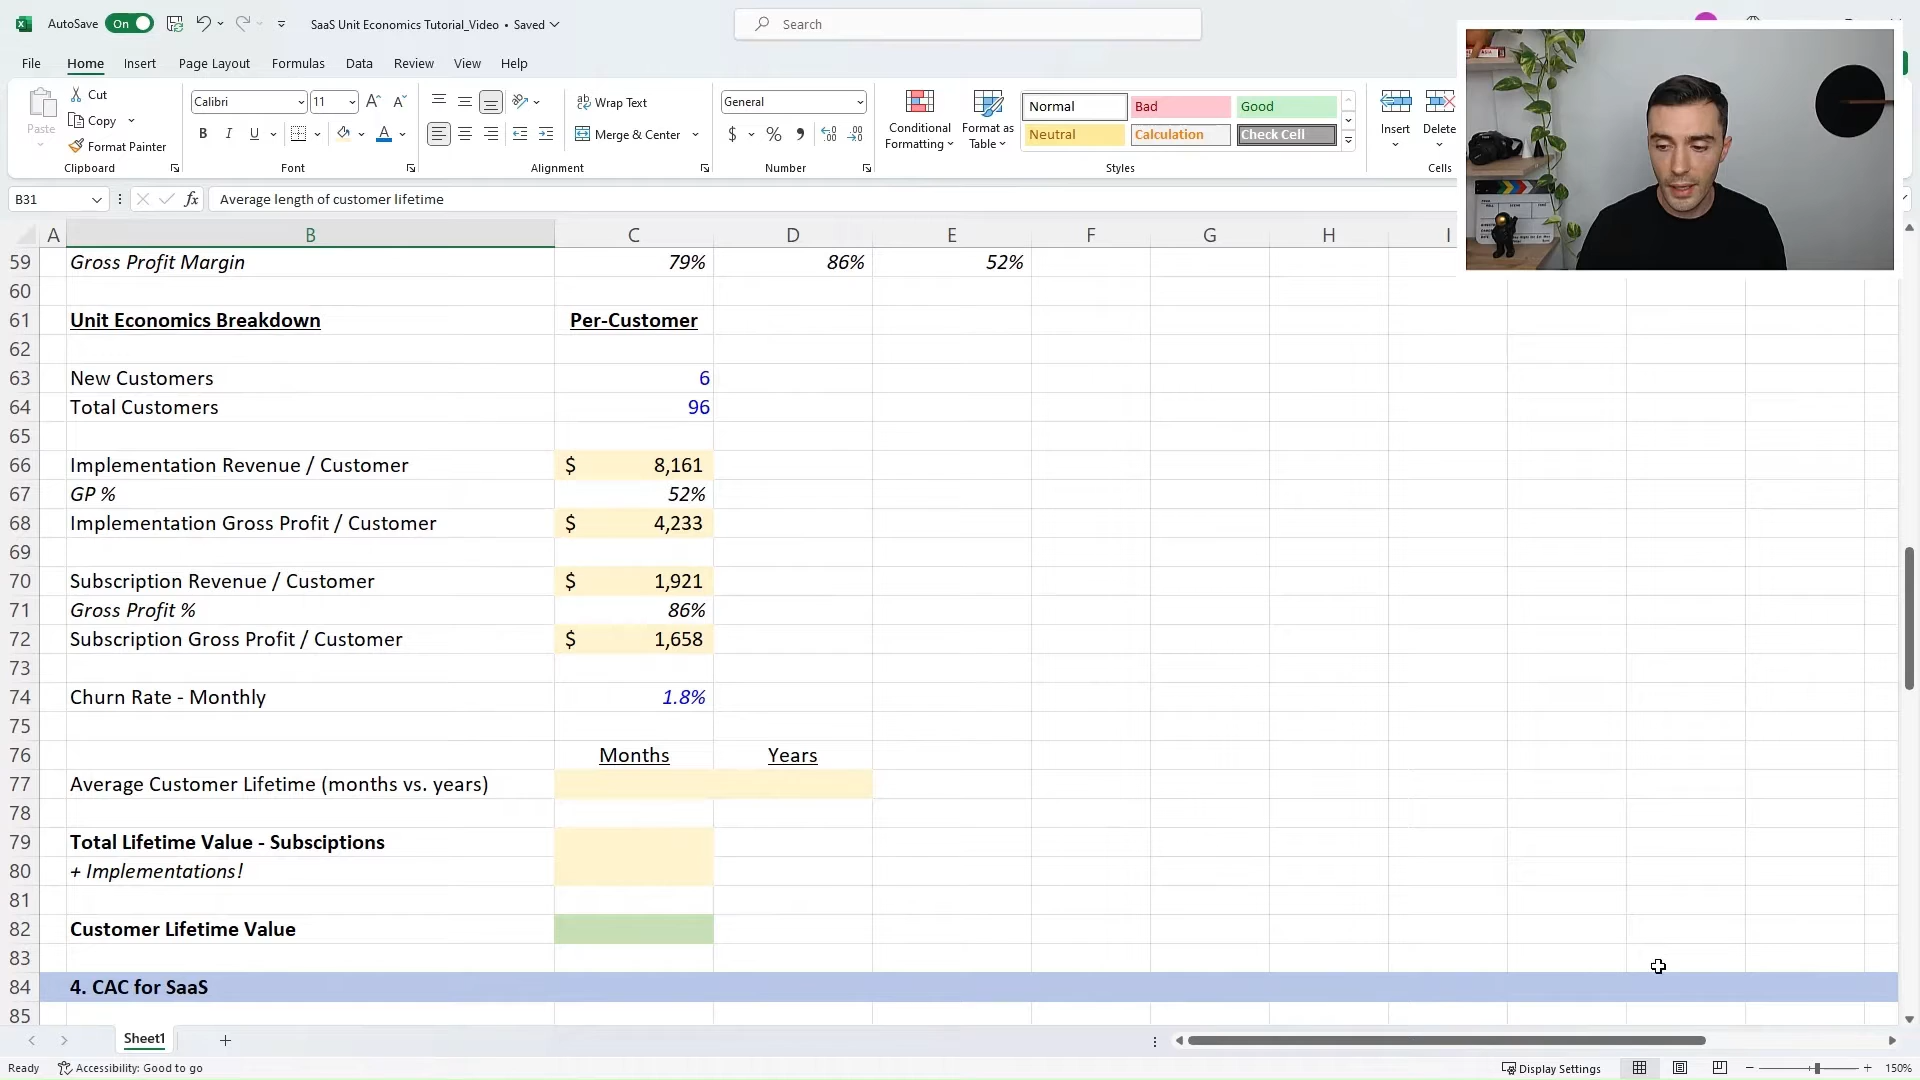 AutoSave On SaaS Unit Economics Tutorial_Video • Saved Search
File Home Insert Page Layout Formulas Data Review View Help
Paste
Cut
Copy
Format Painter
Clipboard
Calibri 11
B I U
Font
Wrap Text
Merge & Center
Alignment
General
$ % ,
Number
Conditional Formatting
Format as Table
Normal Bad Good
Neutral Calculation Check Cell
Styles
Insert Delete
Cells
B31 fx Average length of customer lifetime
A B C D E F G H I
59 Gross Profit Margin 79% 86% 52%
60
61 Unit Economics Breakdown Per-Customer
62
63 New Customers 6
64 Total Customers 96
65
66 Implementation Revenue / Customer $ 8,161
67 GP % 52%
68 Implementation Gross Profit / Customer $ 4,233
69
70 Subscription Revenue / Customer $ 1,921
71 Gross Profit % 86%
72 Subscription Gross Profit / Customer $ 1,658
73
74 Churn Rate - Monthly 1.8%
75
76 Months Years
77 Average Customer Lifetime (months vs. years)
78
79 Total Lifetime Value - Subsciptions
80 + Implementations!
81
82 Customer Lifetime Value
83
84 4. CAC for SaaS
85
Sheet1
Ready Accessibility: Good to go Display Settings 150%